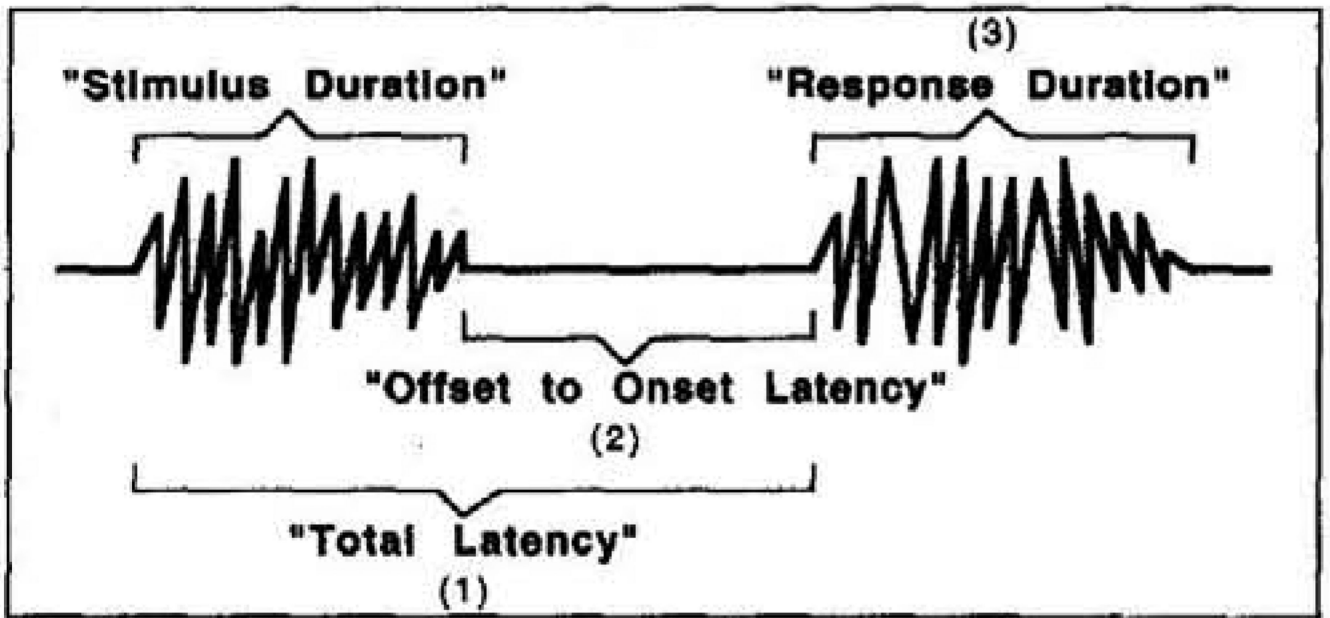 (3)
"Stimulus Duration"
"Response Duration"
"Offset to Onset Latency"
(2)
"Total Latency"
(1)